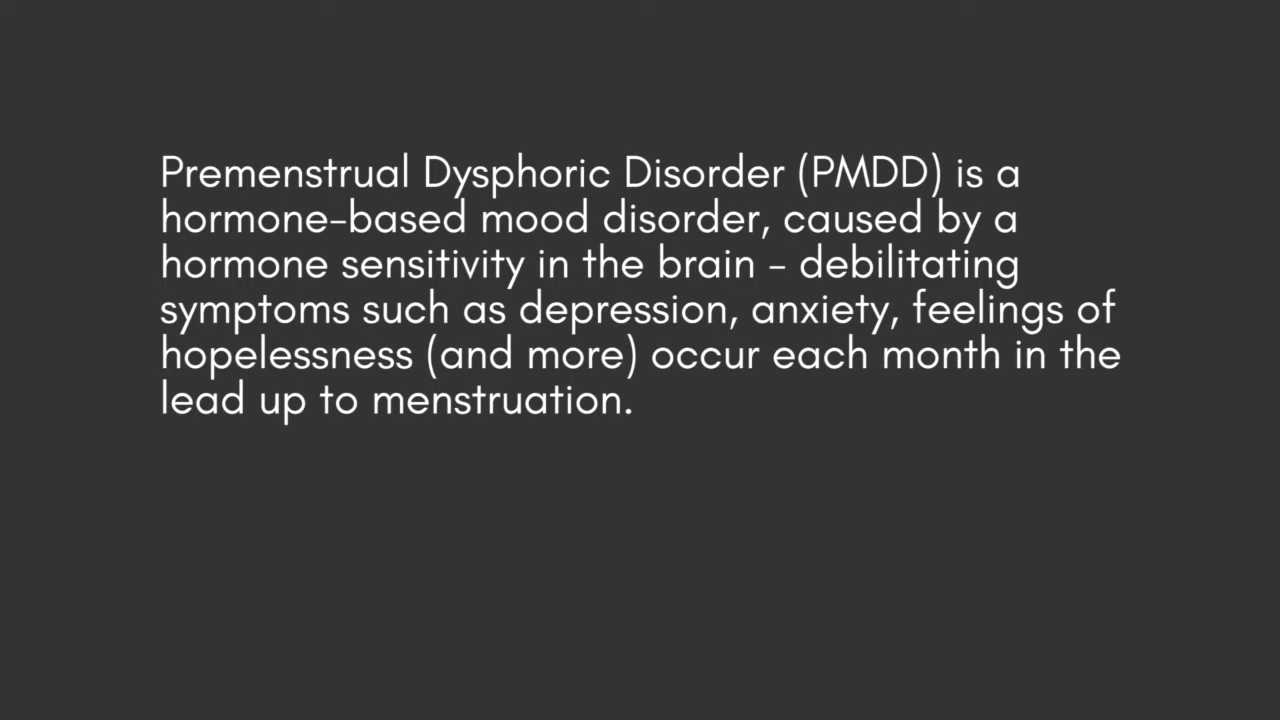 Premenstrual Dysphoric Disorder (PMDD) is a
hormone-based mood disorder, caused by a
hormone sensitivity in the brain - debilitating
symptoms such as depression, anxiety, feelings of
hopelessness (and more) occur each month in the
lead up to menstruation.